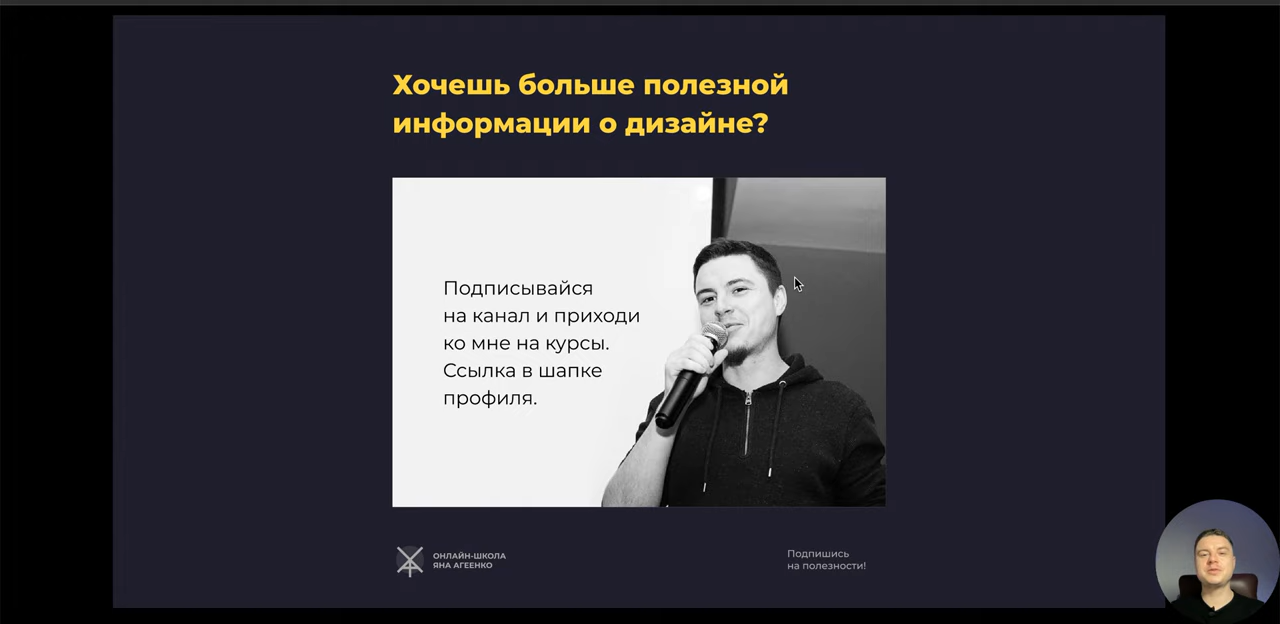 Хочешь больше полезной
информации о дизайне?
Подписывайся
на канал и приходи
ко мне на курсы.
Ссылка в шапке
профиля.
ОНЛАЙН-ШКОЛА
ЯНА АГЕЕНКО
Подпишись
на полезности!